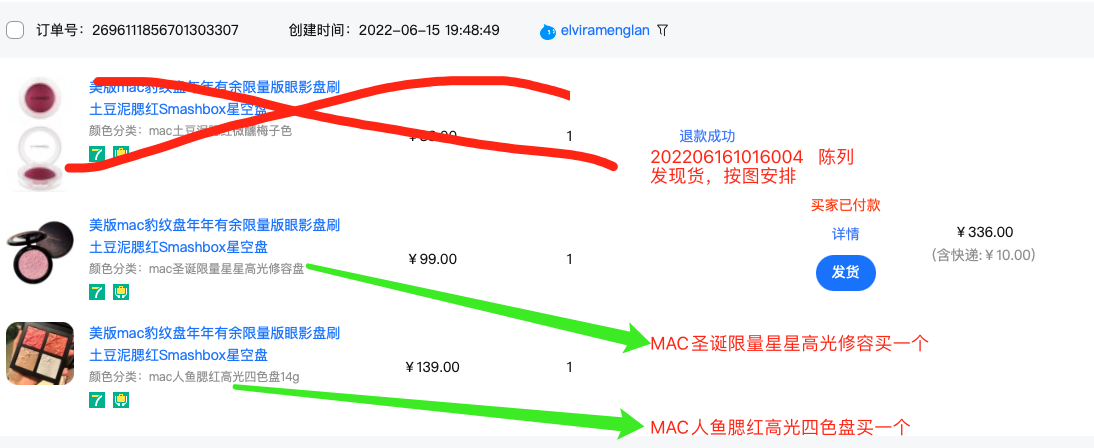 订单号：2696111856701303307 创建时间：2022-06-15 19:48:49 elviramenglan
美版mac豹纹盘年年有余限量版眼影盘刷
土豆泥腮红Smashbox星空盘
颜色分类：mac土豆泥腮红微醺梅子色
7
1
退款成功
202206161016004 陈列
发现货，按图安排
美版mac豹纹盘年年有余限量版眼影盘刷
土豆泥腮红Smashbox星空盘
颜色分类：mac圣诞限量星星高光修容盘
7
￥99.00
1
买家已付款
详情
发货
￥336.00
(含快递:￥10.00)
MAC圣诞限量星星高光修容买一个
美版mac豹纹盘年年有余限量版眼影盘刷
土豆泥腮红Smashbox星空盘
颜色分类：mac人鱼腮红高光四色盘14g
7
￥139.00
1
MAC人鱼腮红高光四色盘买一个